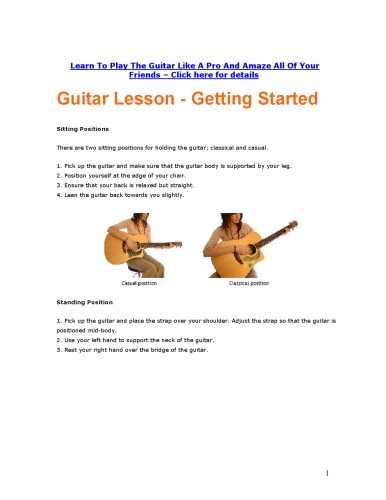 Learn To Play The Guitar Like A Pro And Amaze All Of Your
Friends – Click here for details
Guitar Lesson - Getting Started
Sitting Positions
There are two sitting positions for holding the guitar; classical and casual.
1. Pick up the guitar and make sure that the guitar body is supported by your leg.
2. Position yourself at the edge of your chair.
3. Ensure that your back is relaxed but straight.
4. Lean the guitar back towards you slightly.
Casual position
Classical position
Standing Position
1. Pick up the guitar and place the strap over your shoulder. Adjust the strap so that the guitar is
positioned mid-body.
2. Use your left hand to support the neck of the guitar.
3. Rest your right hand over the bridge of the guitar.
1